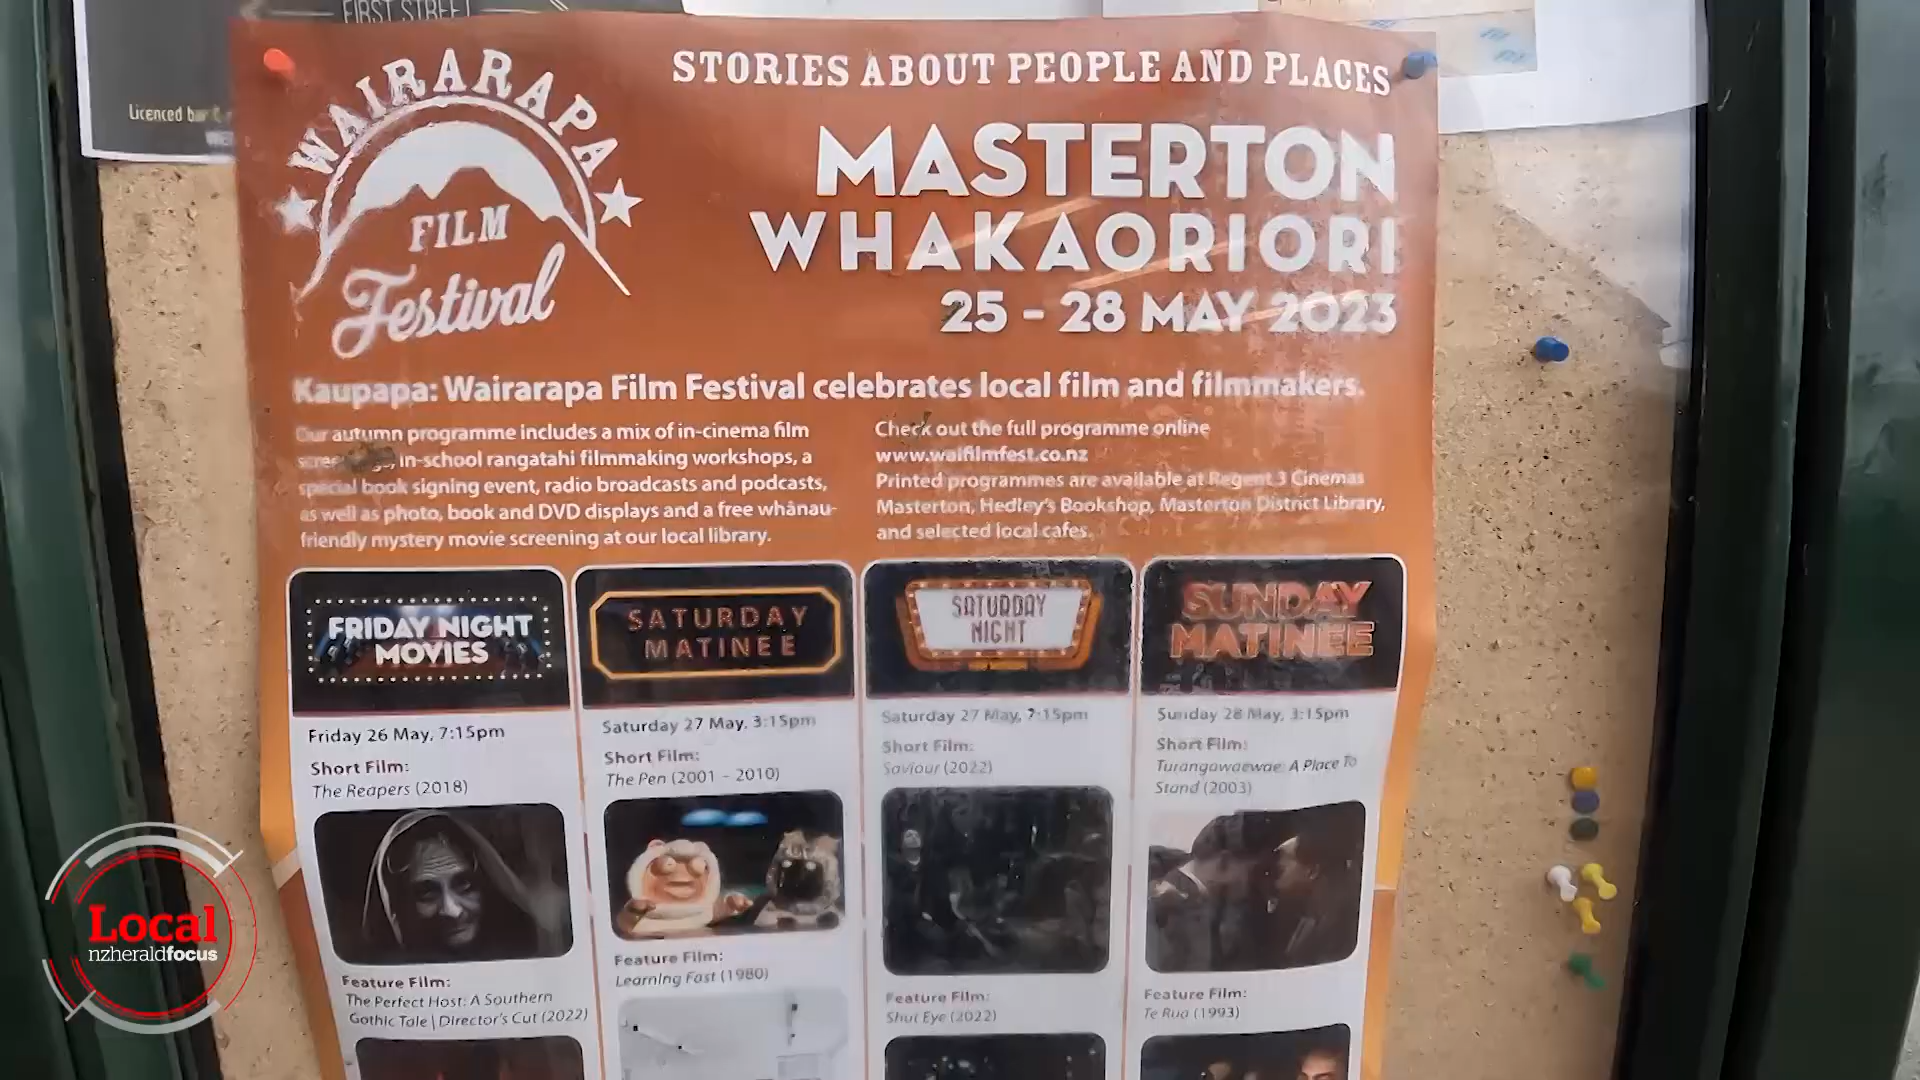 FIRST STREET
Licenced bar &
WAIRARAPA
FILM
Festival
STORIES ABOUT PEOPLE AND PLACES
MASTERTON
WHAKAORIORI
25 - 28 MAY 2023
Kaupapa: Wairarapa Film Festival celebrates local film and filmmakers.
Our autumn programme includes a mix of in-cinema film
in-school rangatahi filmmaking workshops, a
special book signing event, radio broadcasts and podcasts,
as well as photo, book and DVD displays and a free whānau-
friendly mystery movie screening at our local library.
Check out the full programme online
www.waifilmfest.co.nz
Printed programmes are available at Regent 3 Cinemas
Masterton, Hedley's Bookshop, Masterton District Library,
and selected local cafes.
FRIDAY NIGHT
MOVIES
Friday 26 May, 7:15pm
Short Film:
The Reapers (2018)
Feature Film:
The Perfect Host: A Southern
Gothic Tale | Director's Cut (2022)
SATURDAY
MATINEE
Saturday 27 May, 3:15pm
Short Film:
The Pen (2001 - 2010)
Feature Film:
Learning Fast (1980)
SATURDAY
NIGHT
Saturday 27 May, 7:15pm
Short Film:
Saviour (2022)
Feature Film:
Shut Eye (2022)
SUNDAY
MATINEE
Sunday 28 May, 3:15pm
Short Film:
Turangawaewae: A Place To
Stand (2003)
Feature Film:
Te Rua (1993)
Local
nzheraldfocus